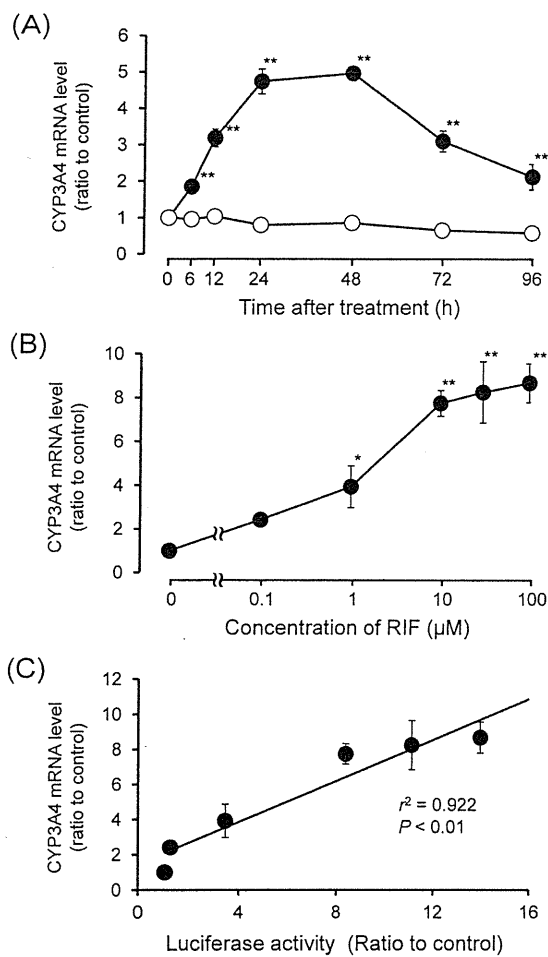 (A)
CYP3A4 mRNA level
(ratio to control)
6
5
4
3
2
1
0
**
**
**
**
**
**
0 6 12 24 48 72 96
Time after treatment (h)
(B)
CYP3A4 mRNA level
(ratio to control)
10
8
6
4
2
0
*
**
**
**
0 0.1 1 10 100
Concentration of RIF (µM)
(C)
CYP3A4 mRNA level
(ratio to control)
12
10
8
6
4
2
0
r² = 0.922
P < 0.01
0 4 8 12 16
Luciferase activity (Ratio to control)